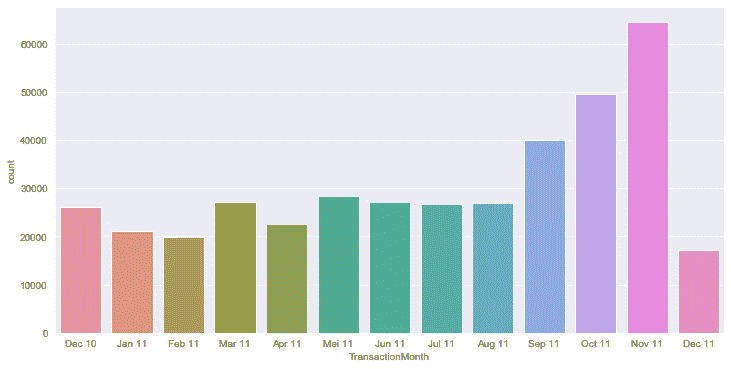 60000
50000
40000
30000
20000
10000
0
count
Dec 10 Jan 11 Feb 11 Mar 11 Apr 11 Mei 11 Jun 11 Jul 11 Aug 11 Sep 11 Oct 11 Nov 11 Dec 11
TransactionMonth